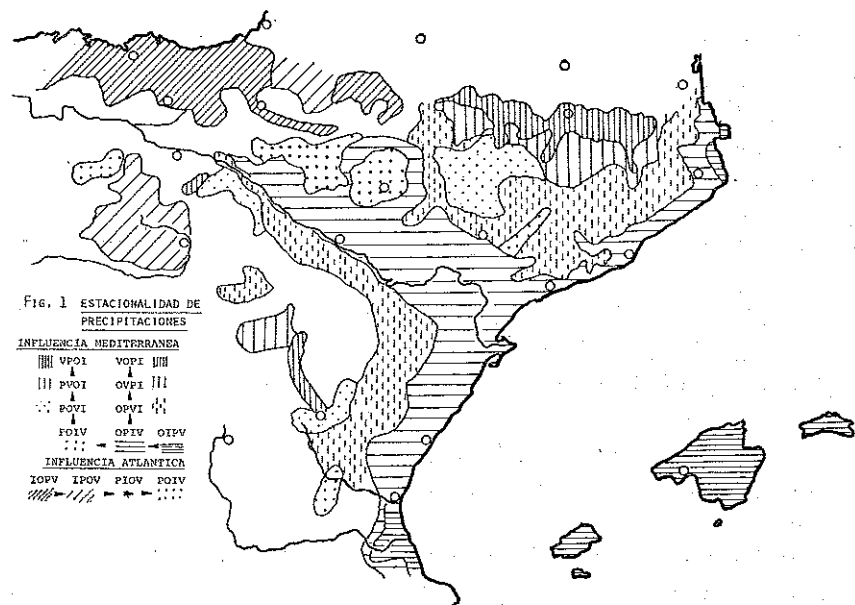 FIG. 1 ESTACIONALIDAD DE
PRECIPITACIONES
INFLUENCIA MEDITERRANEA
VPOI VOPI
PVOI OVPI
POVI OPVI
POIV OPIV OIPV
INFLUENCIA ATLANTICA
IOPV IPOV PIOV POIV